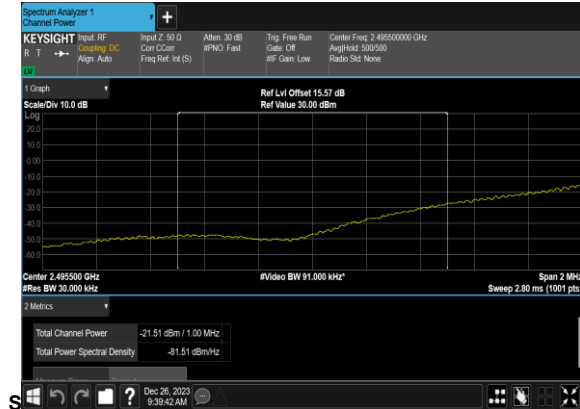 Spectrum Analyzer 1
Channel Power
+
KEYSIGHT Input: RF Input Z: 50 Ω Atten: 30 dB Trig: Free Run Center Freq: 2.495500000 GHz
R T Coupling: DC Corr CCorr #PNO: Fast Gate: Off Avg|Hold: 500/500
Align: Auto Freq Ref: Int (S) #IF Gain: Low Radio Std: None
1 Graph
Scale/Div 10.0 dB
Ref Lvl Offset 15.57 dB
Ref Value 30.00 dBm
Log
20.0
10.0
0.00
-10.0
-20.0
-30.0
-40.0
-50.0
-60.0
Center 2.495500 GHz #Video BW 91.000 kHz* Span 2 MHz
#Res BW 30.000 kHz Sweep 2.80 ms (1001 pts
2 Metrics
Total Channel Power -21.51 dBm / 1.00 MHz
Total Power Spectral Density -81.51 dBm/Hz
s
?
Dec 26, 2023
9:39:42 AM